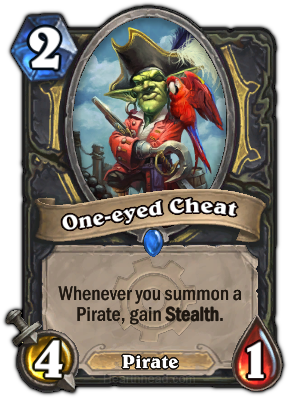 2
One-eyed Cheat
Whenever you summon a
Pirate, gain Stealth.
4
Pirate
1